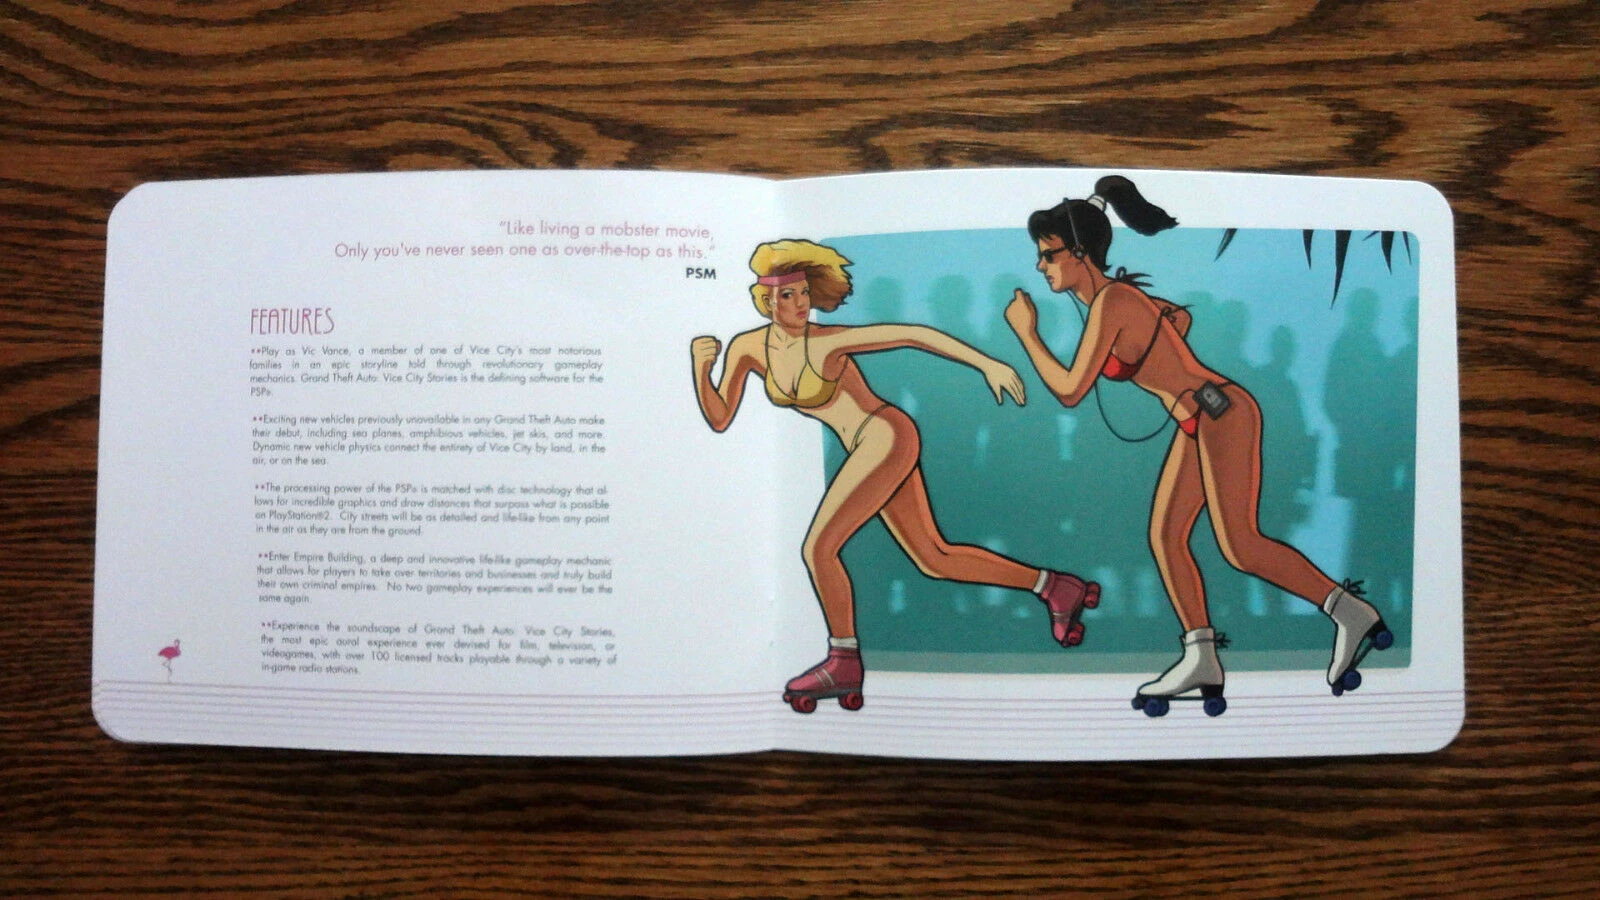 "Like living a mobster movie,
Only you've never seen one as over-the-top as this."
PSM
FEATURES
**Play as Vic Vance, a member of one of Vice City's most notorious
families in an epic storyline told through revolutionary gameplay
mechanics. Grand Theft Auto: Vice City Stories is the defining software for the
PSP®.
**Exciting new vehicles previously unavailable in any Grand Theft Auto make
their debut, including sea planes, amphibious vehicles, jet skis, and more.
Dynamic new vehicle physics connect the entirety of Vice City by land, in the
air, or on the sea.
**The processing power of the PSP® is matched with disc technology that al-
lows for incredible graphics and draw distances that surpass what is possible
on PlayStation®2. City streets will be as detailed and life-like from any point
in the air as they are from the ground.
**Enter Empire Building, a deep and innovative life-like gameplay mechanic
that allows for players to take over territories and businesses and truly build
their own criminal empires. No two gameplay experiences will ever be the
same again.
**Experience the soundscape of Grand Theft Auto: Vice City Stories,
the most epic aural experience ever devised for film, television, or
videogames, with over 100 licensed tracks playable through a variety of
in-game radio stations.